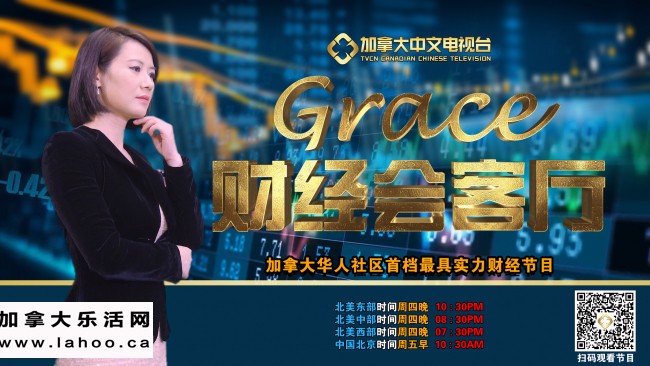 加拿大中文电视台
TVCN CANADIAN CHINESE TELEVISION
Grace
财经会客厅
加拿大华人社区首档最具实力财经节目
北美东部时间周四晚 10:30PM
北美中部时间周四晚 08:30PM
北美西部时间周四晚 07:30PM
中国北京时间周五早 10:30AM
扫码观看节目
加拿大乐活网
www.lahoo.ca
7.71
5.93